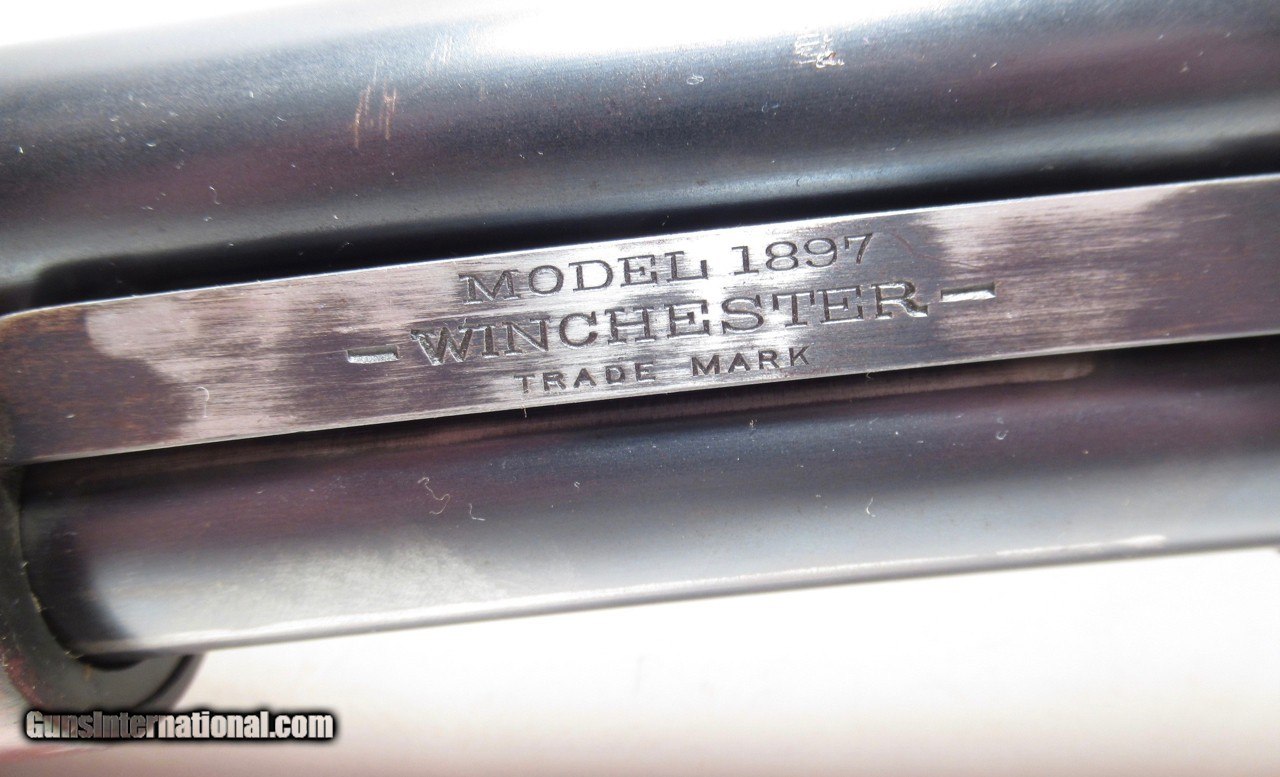 MODEL 1897
-WINCHESTER-
TRADE MARK
GunsInternational.com